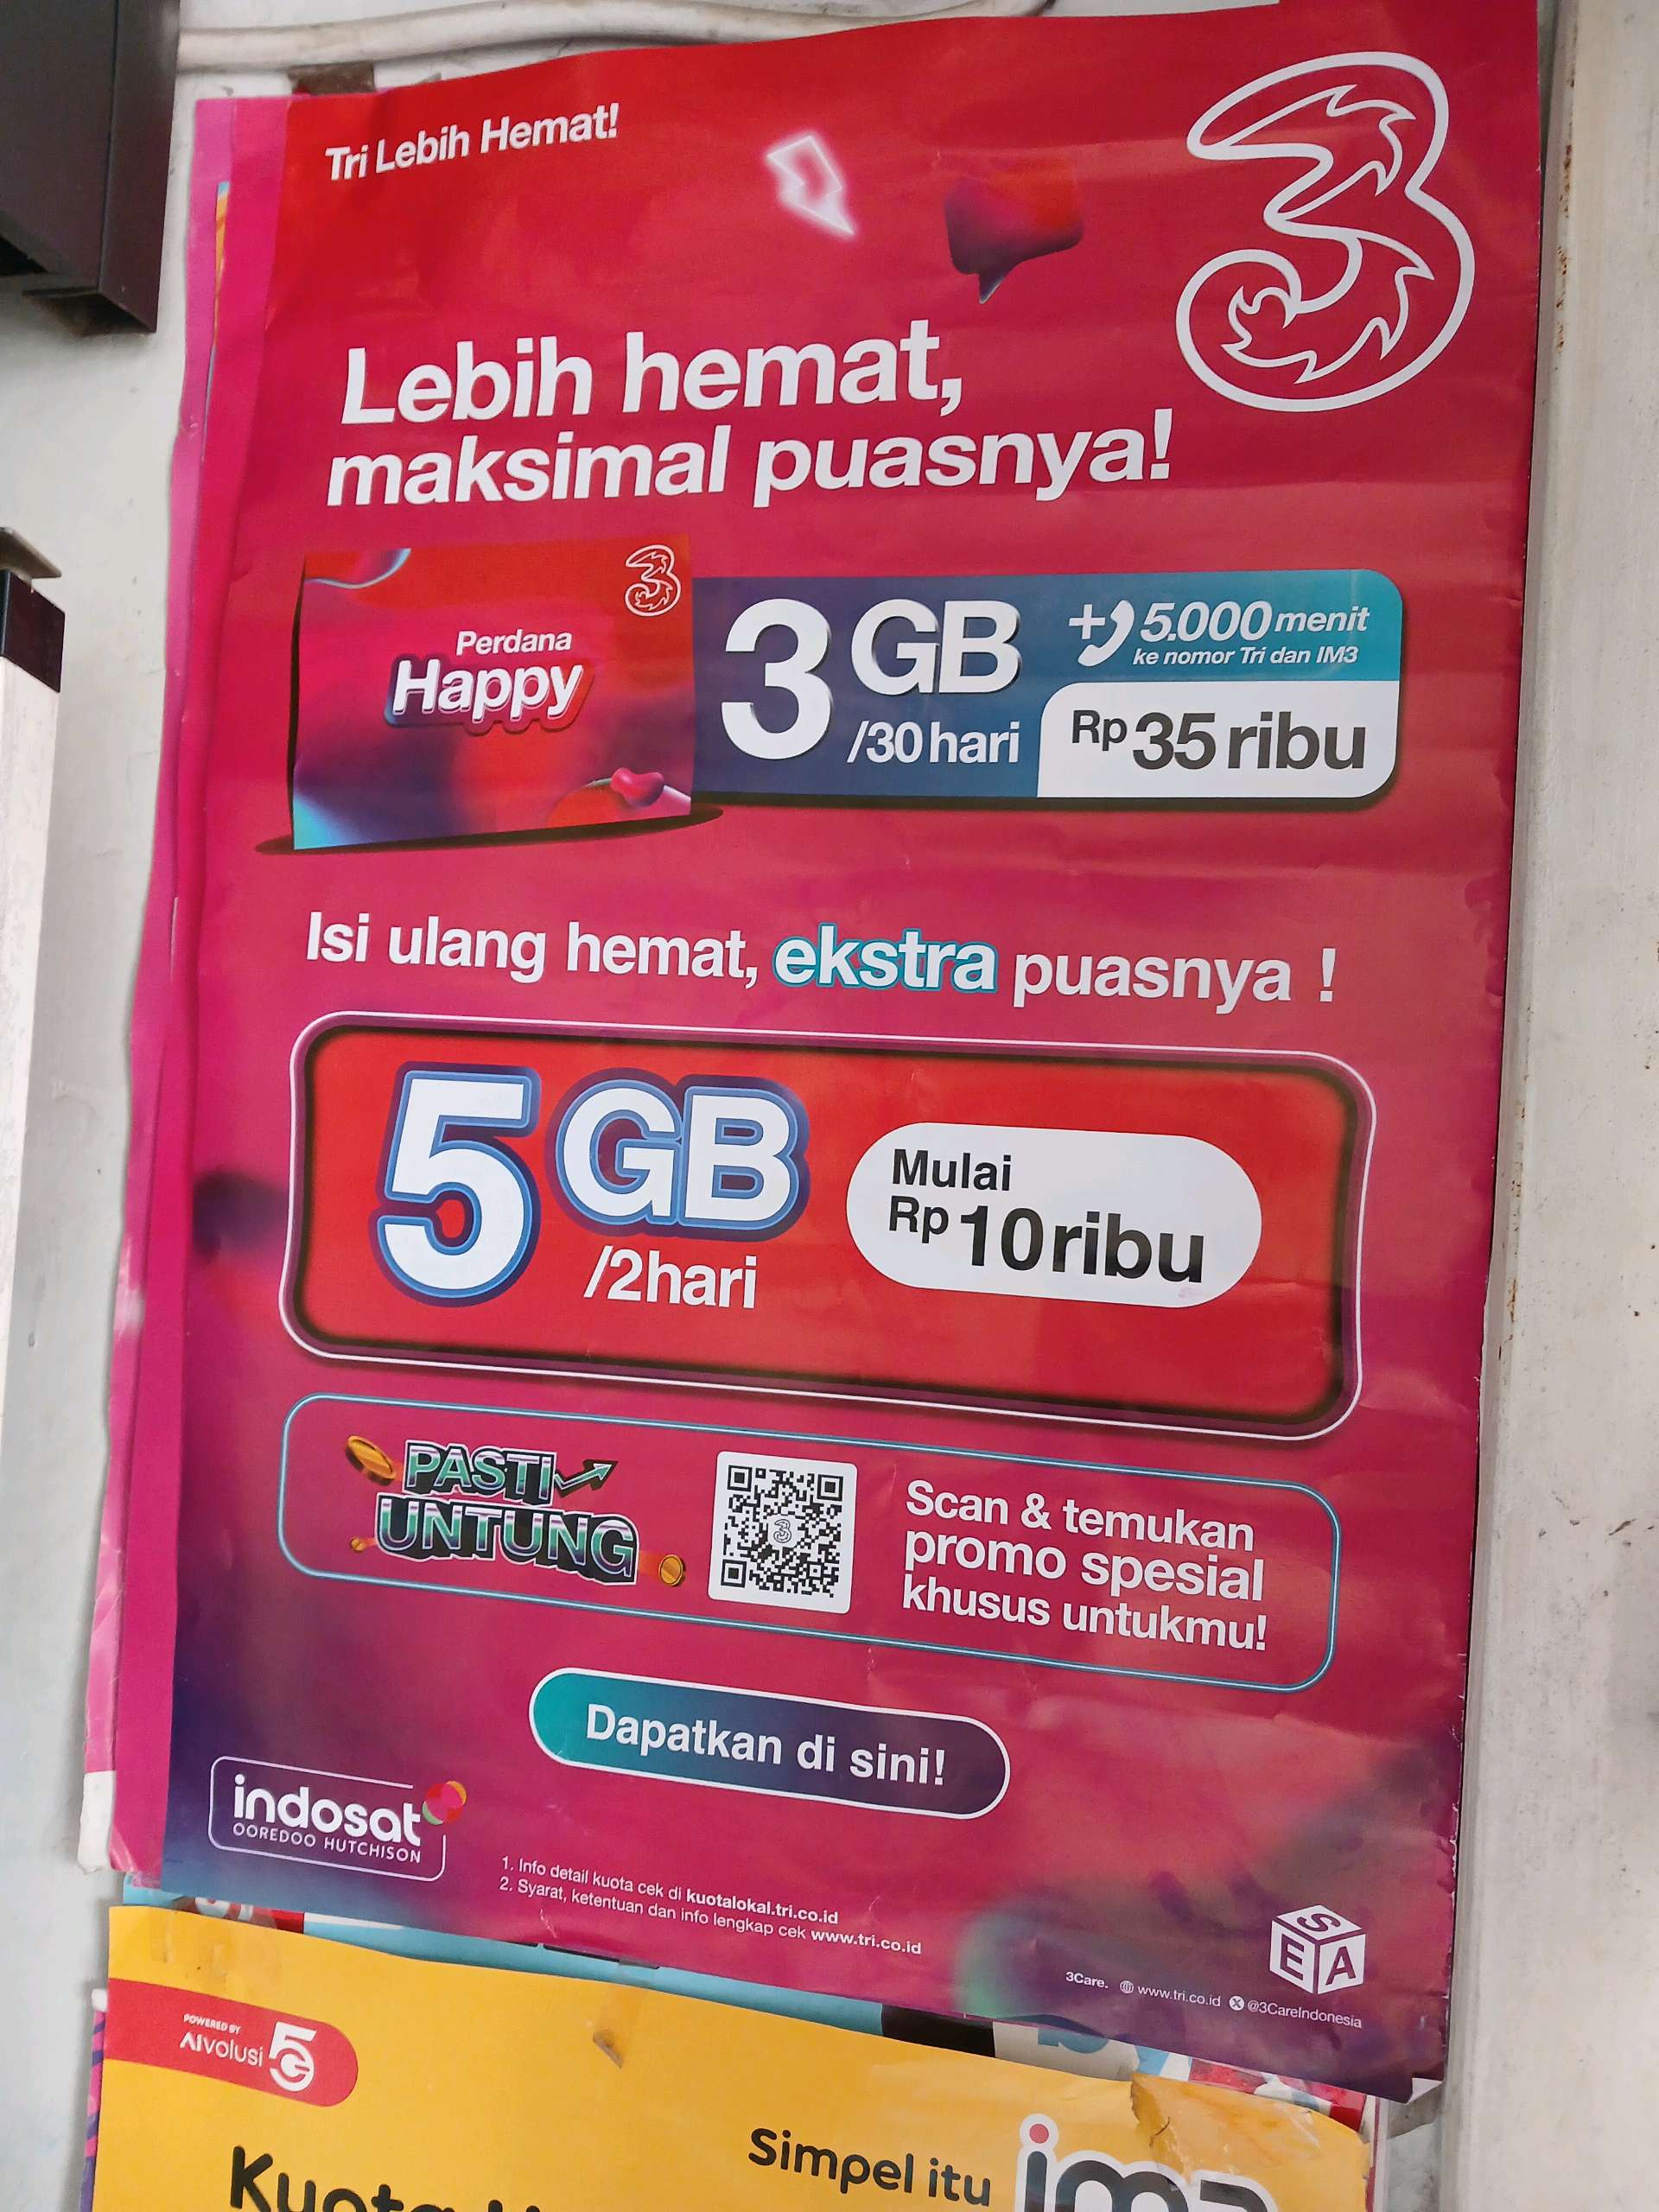 Tri Lebih Hemat!
3
Lebih hemat,
maksimal puasnya!
3
Perdana
Happy
3 GB
/30 hari
+ 5.000 menit
ke nomor Tri dan IM3
Rp 35 ribu
Isi ulang hemat, ekstra puasnya !
5 GB
/2hari
Mulai
Rp 10 ribu
PASTI
UNTUNG
3
Scan & temukan
promo spesial
khusus untukmu!
Dapatkan di sini!
indosat
OOREDOO HUTCHISON
1. Info detail kuota cek di kuotalokal.tri.co.id
2. Syarat, ketentuan dan info lengkap cek www.tri.co.id
SEA
3Care. www.tri.co.id @3CareIndonesia
POWERED BY
AIvolusi 5G
Simpel itu